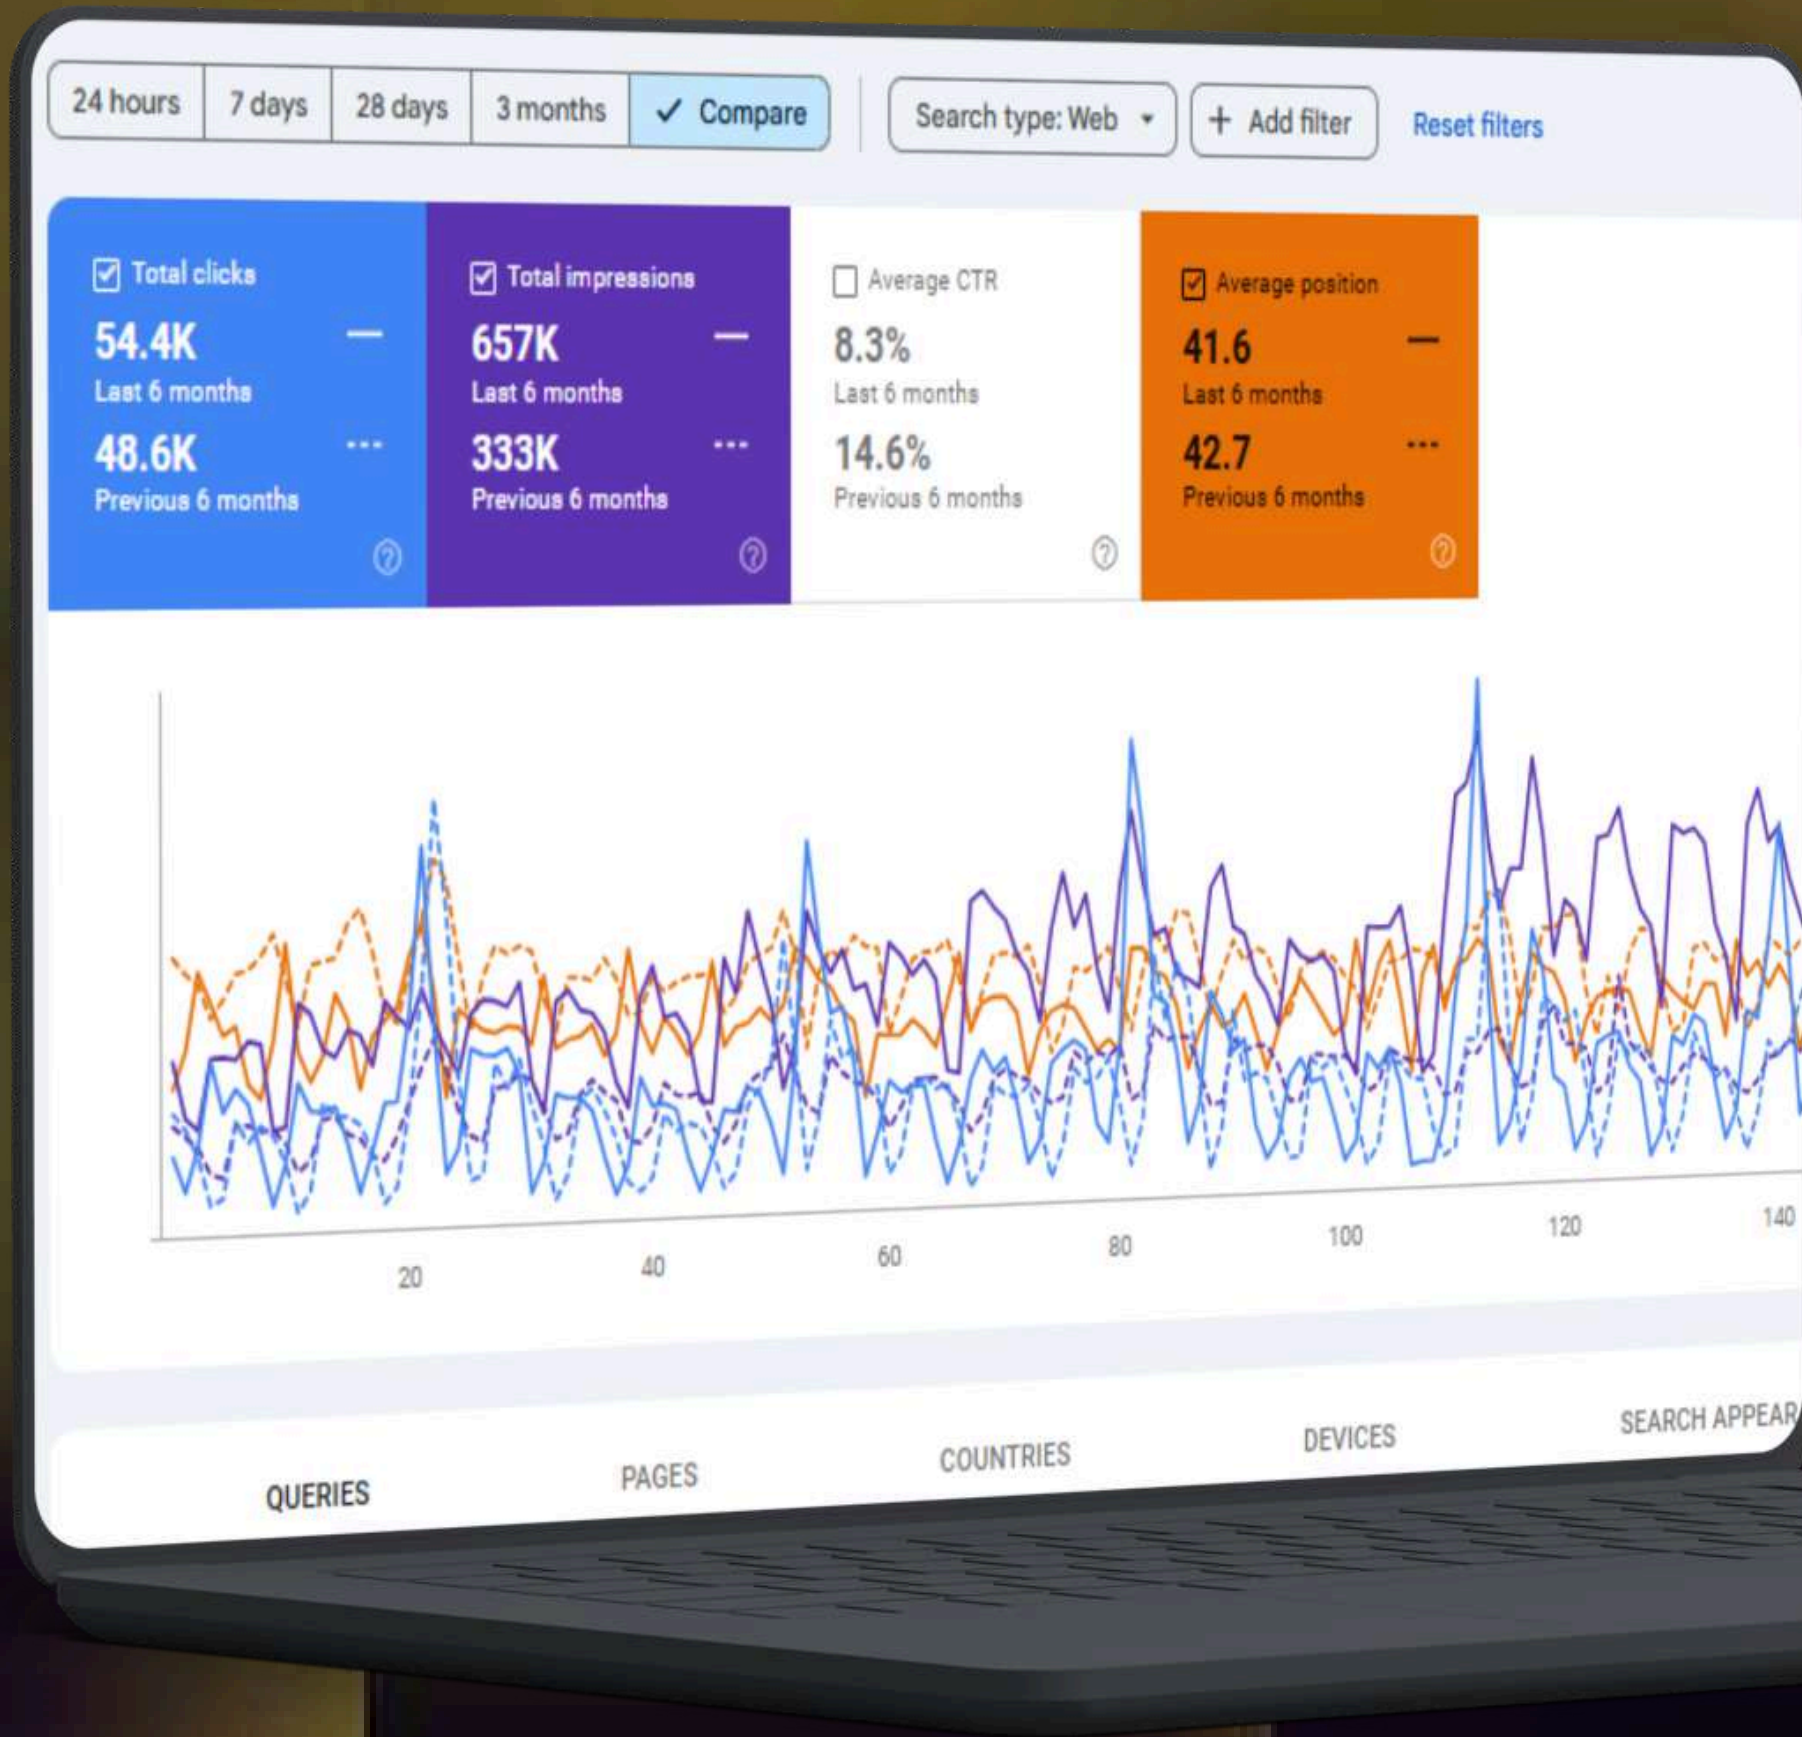 24 hours
7 days
28 days
3 months
Compare
Search type: Web
Add filter
Reset filters
Total clicks
54.4K
Last 6 months
48.6K
Previous 6 months
Total impressions
657K
Last 6 months
333K
Previous 6 months
Average CTR
8.3%
Last 6 months
14.6%
Previous 6 months
Average position
41.6
Last 6 months
42.7
Previous 6 months
20
40
60
80
100
120
140
QUERIES
PAGES
COUNTRIES
DEVICES
SEARCH APPEAR